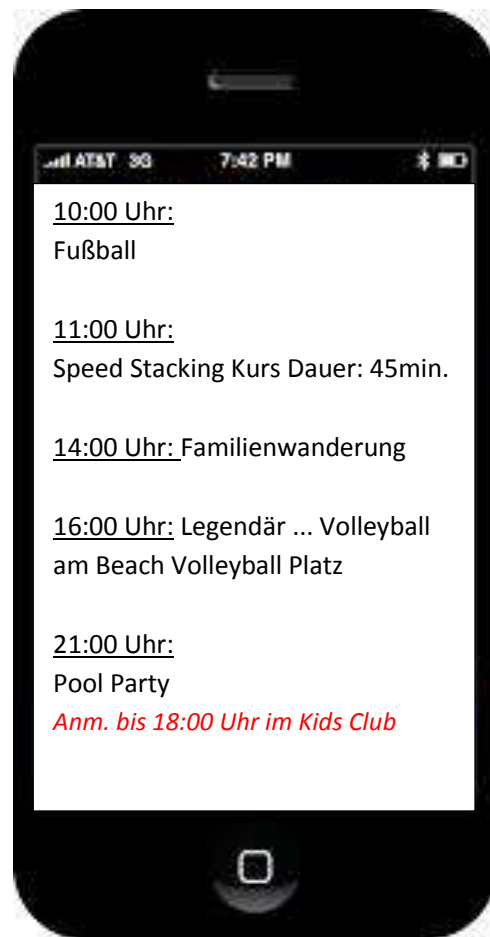 AT&T 3G 7:42 PM
10:00 Uhr:
Fußball
11:00 Uhr:
Speed Stacking Kurs Dauer: 45min.
14:00 Uhr: Familienwanderung
16:00 Uhr: Legendär ... Volleyball
am Beach Volleyball Platz
21:00 Uhr:
Pool Party
Anm. bis 18:00 Uhr im Kids Club